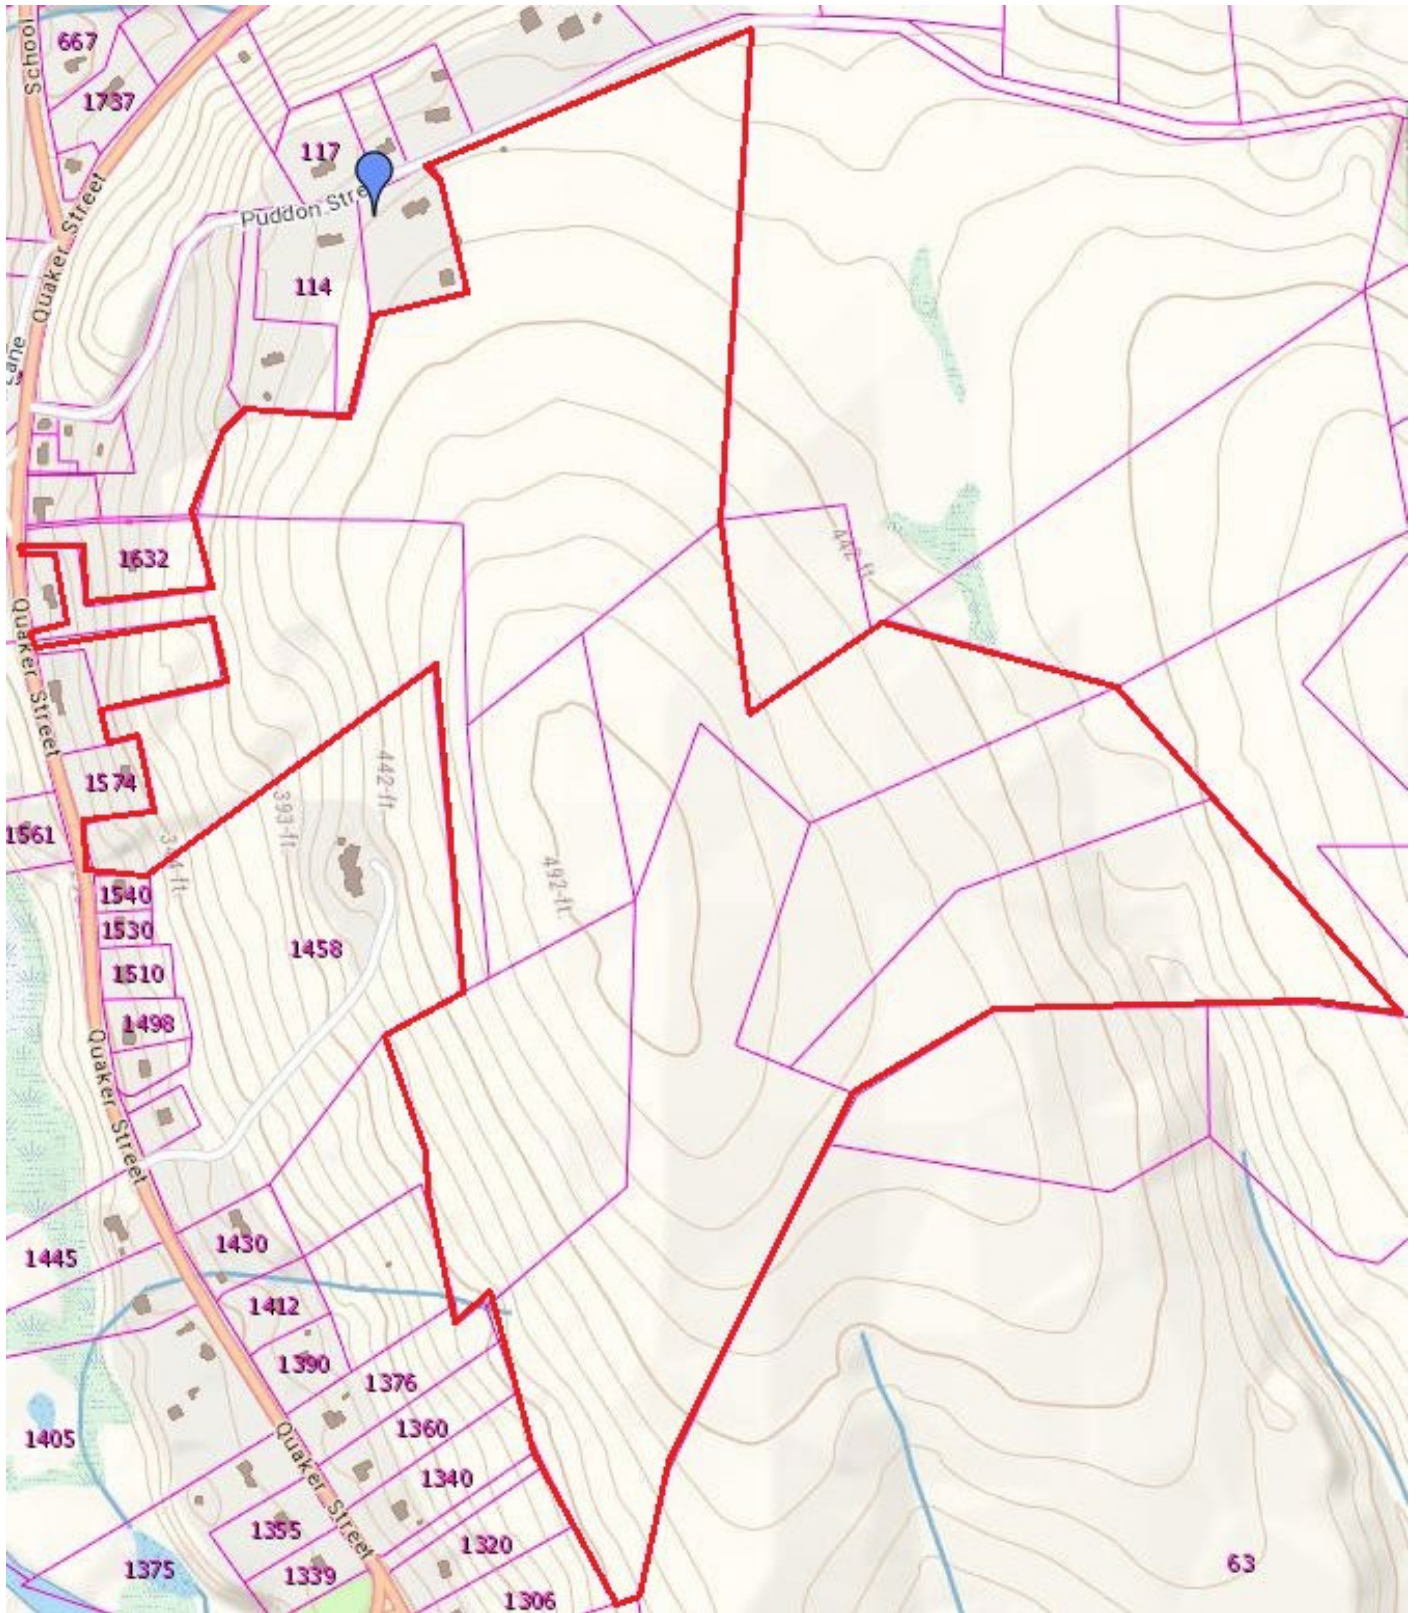 667
School
1737
117
Quaker Street
Puddon Stre
114
Lane
442 ft.
1632
Quaker Street
1574
442-ft.
393-ft.
1561
344-ft.
492-ft.
1540
1530
1458
1510
1498
Quaker Street
1430
1445
1412
1390
1376
1360
1405
1340
Quaker Street
1355
1320
1375
1339
63
1306